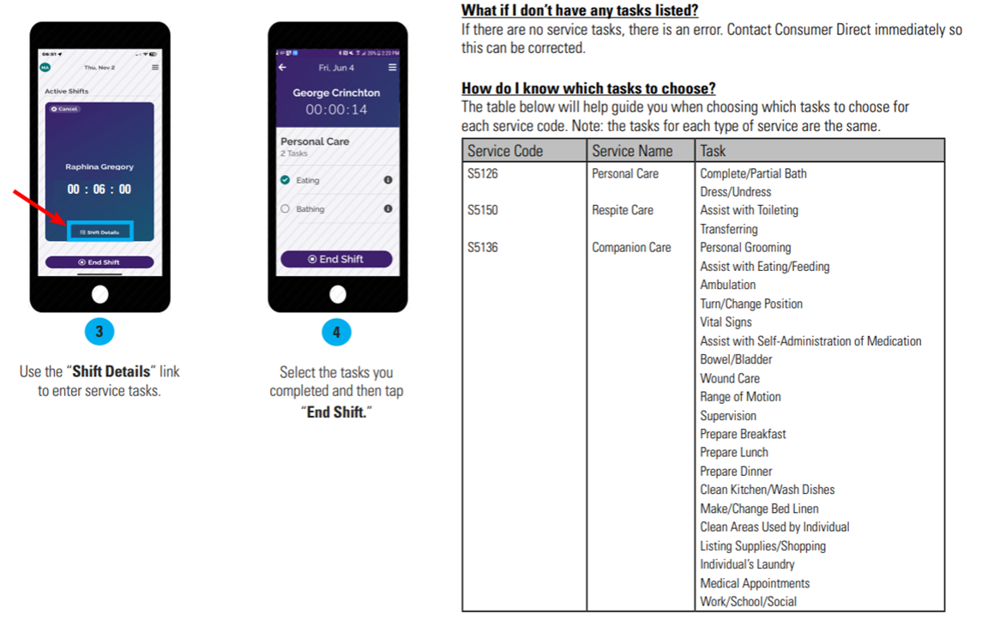 06:51
MA
Thu, Nov 2
Active Shifts
Cancel
Raphina Gregory
00 : 06 : 00
Shift Details
End Shift
3
Use the “Shift Details” link
to enter service tasks.
20% 2:23 PM
Fri, Jun 4
George Crinchton
00:00:14
Personal Care
2 Tasks
Eating
Bathing
End Shift
4
Select the tasks you
completed and then tap
“End Shift.”
What if I don’t have any tasks listed?
If there are no service tasks, there is an error. Contact Consumer Direct immediately so
this can be corrected.
How do I know which tasks to choose?
The table below will help guide you when choosing which tasks to choose for
each service code. Note: the tasks for each type of service are the same.
Service Code Service Name Task
S5126 Personal Care Complete/Partial Bath
Dress/Undress
S5150 Respite Care Assist with Toileting
Transferring
S5136 Companion Care Personal Grooming
Assist with Eating/Feeding
Ambulation
Turn/Change Position
Vital Signs
Assist with Self-Administration of Medication
Bowel/Bladder
Wound Care
Range of Motion
Supervision
Prepare Breakfast
Prepare Lunch
Prepare Dinner
Clean Kitchen/Wash Dishes
Make/Change Bed Linen
Clean Areas Used by Individual
Listing Supplies/Shopping
Individual’s Laundry
Medical Appointments
Work/School/Social